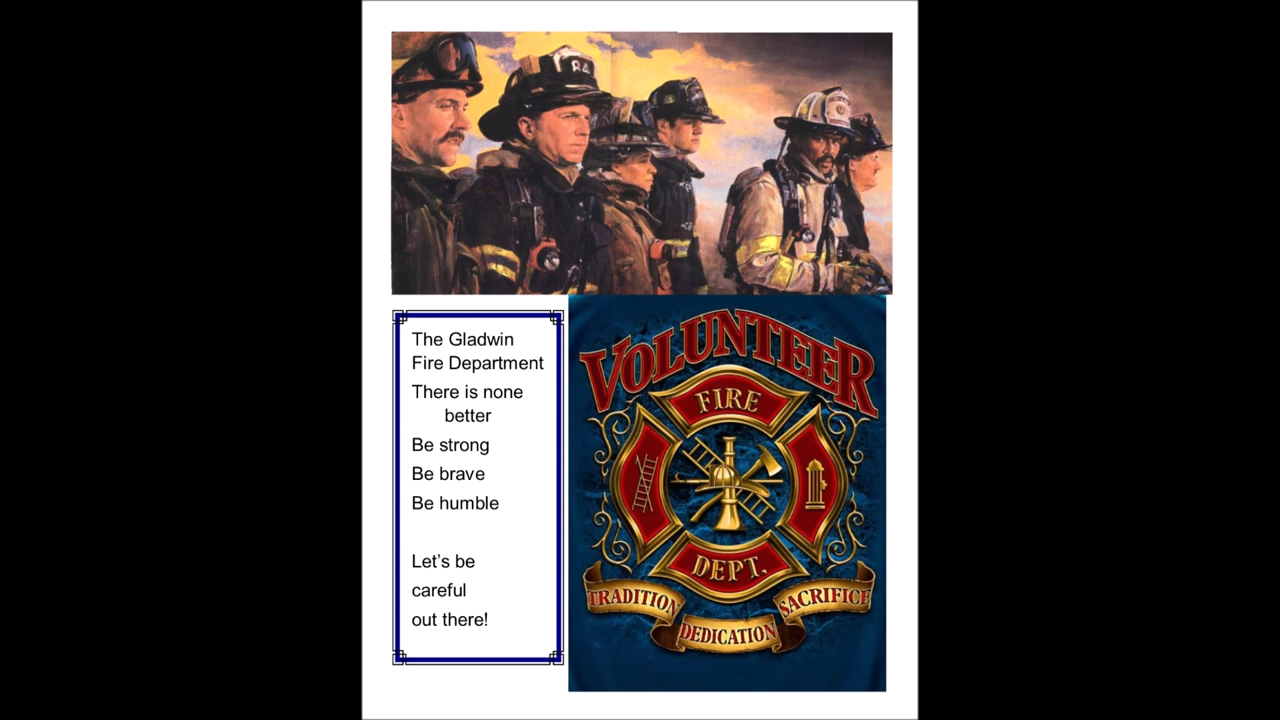 84
The Gladwin
Fire Department
There is none
better
Be strong
Be brave
Be humble
Let’s be
careful
out there!
VOLUNTEER
FIRE
DEPT.
TRADITION
SACRIFICE
DEDICATION